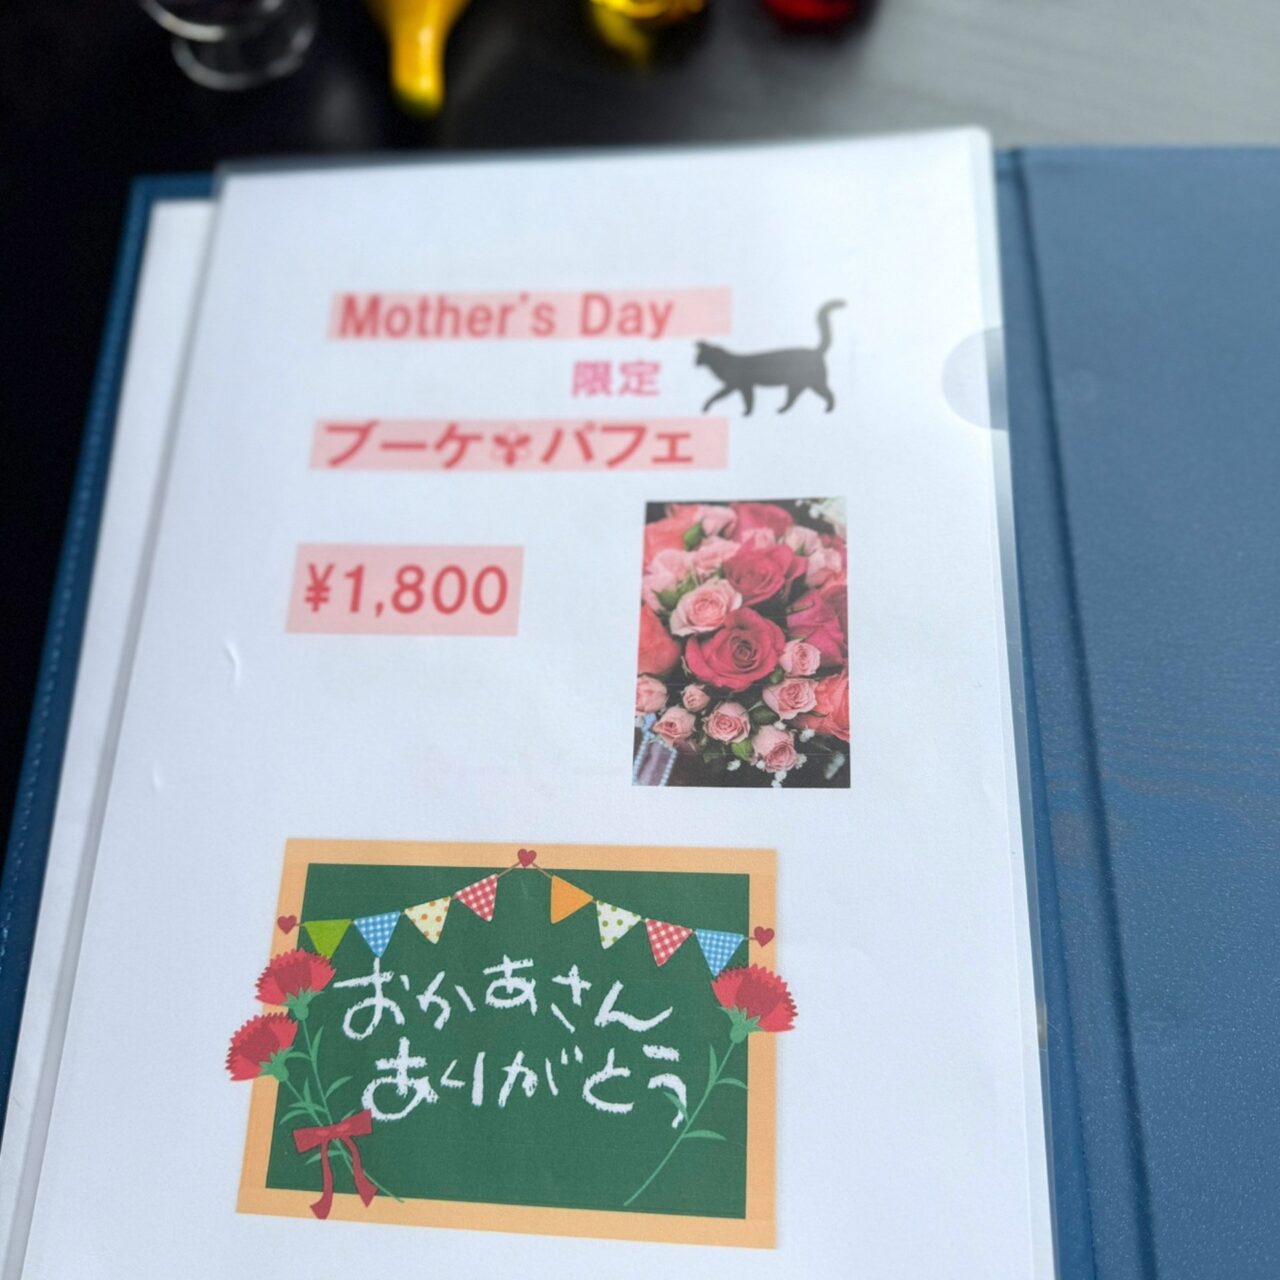 Mother's Day
限定
ブーケ✾パフェ
¥1,800
おかあさん
ありがとう